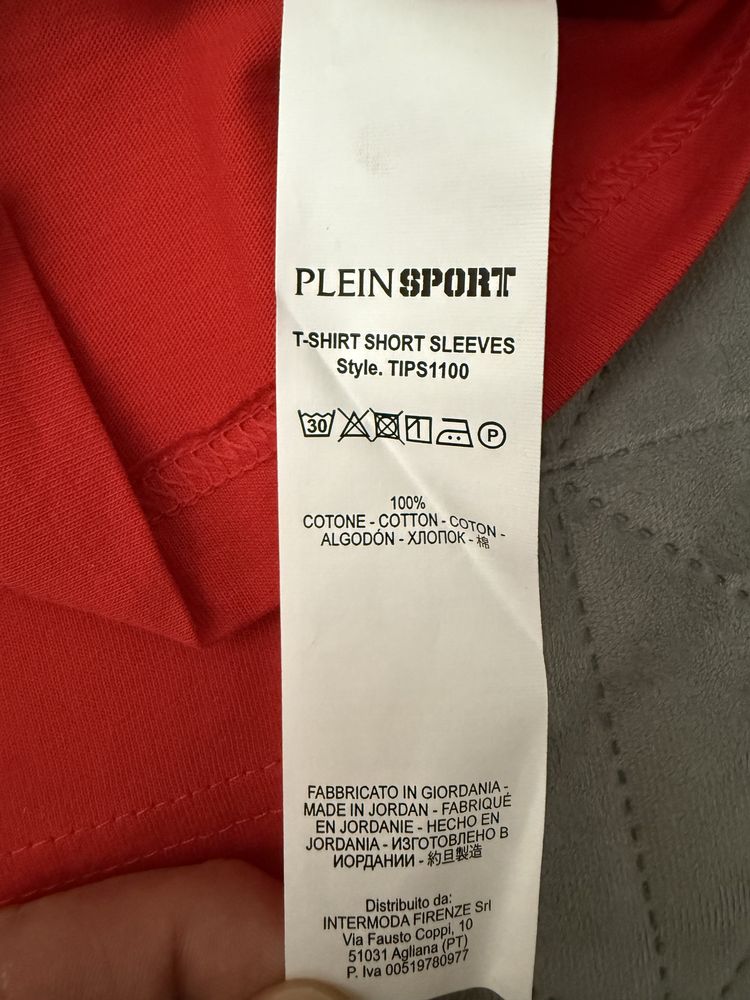 PLEIN SPORT
T-SHIRT SHORT SLEEVES
Style. TIPS1100
30 1 P
100%
COTONE - COTTON - COTON -
ALGODÓN - ХЛОПОК - 棉
FABBRICATO IN GIORDANIA -
MADE IN JORDAN - FABRIQUÉ
EN JORDANIE - HECHO EN
JORDANIA - ИЗГОТОВЛЕНО В
ИОРДАНИИ - 約旦製造
Distribuito da:
INTERMODA FIRENZE Srl
Via Fausto Coppi, 10
51031 Agliana (PT)
P. Iva 00519780977